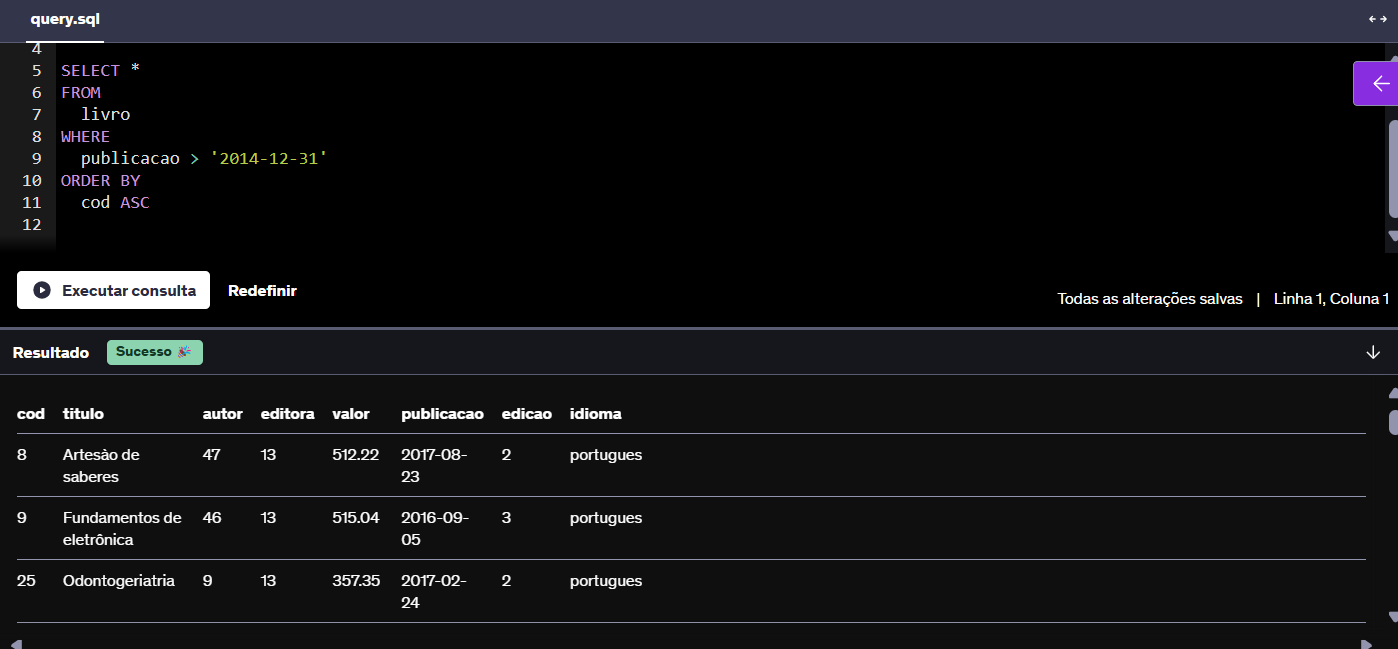 query.sql
4
5 SELECT *
6 FROM
7 livro
8 WHERE
9 publicacao > '2014-12-31'
10 ORDER BY
11 cod ASC
12
Executar consulta Redefinir
Todas as alterações salvas | Linha 1, Coluna 1
Resultado Sucesso 🎉
cod titulo autor editora valor publicacao edicao idioma
8 Artesào de 47 13 512.22 2017-08- 2 portugues
saberes 23
9 Fundamentos de 46 13 515.04 2016-09- 3 portugues
eletrônica 05
25 Odontogeriatria 9 13 357.35 2017-02- 2 portugues
24